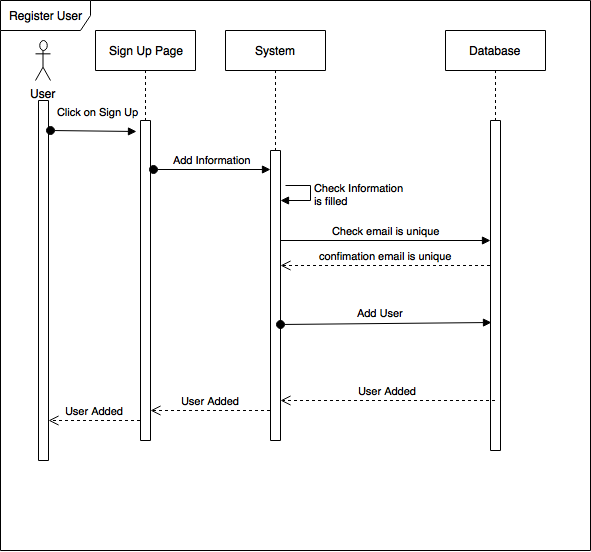 Register User
Sign Up Page
System
Database
User
Click on Sign Up
Add Information
Check Information
is filled
Check email is unique
confimation email is unique
Add User
User Added
User Added
User Added